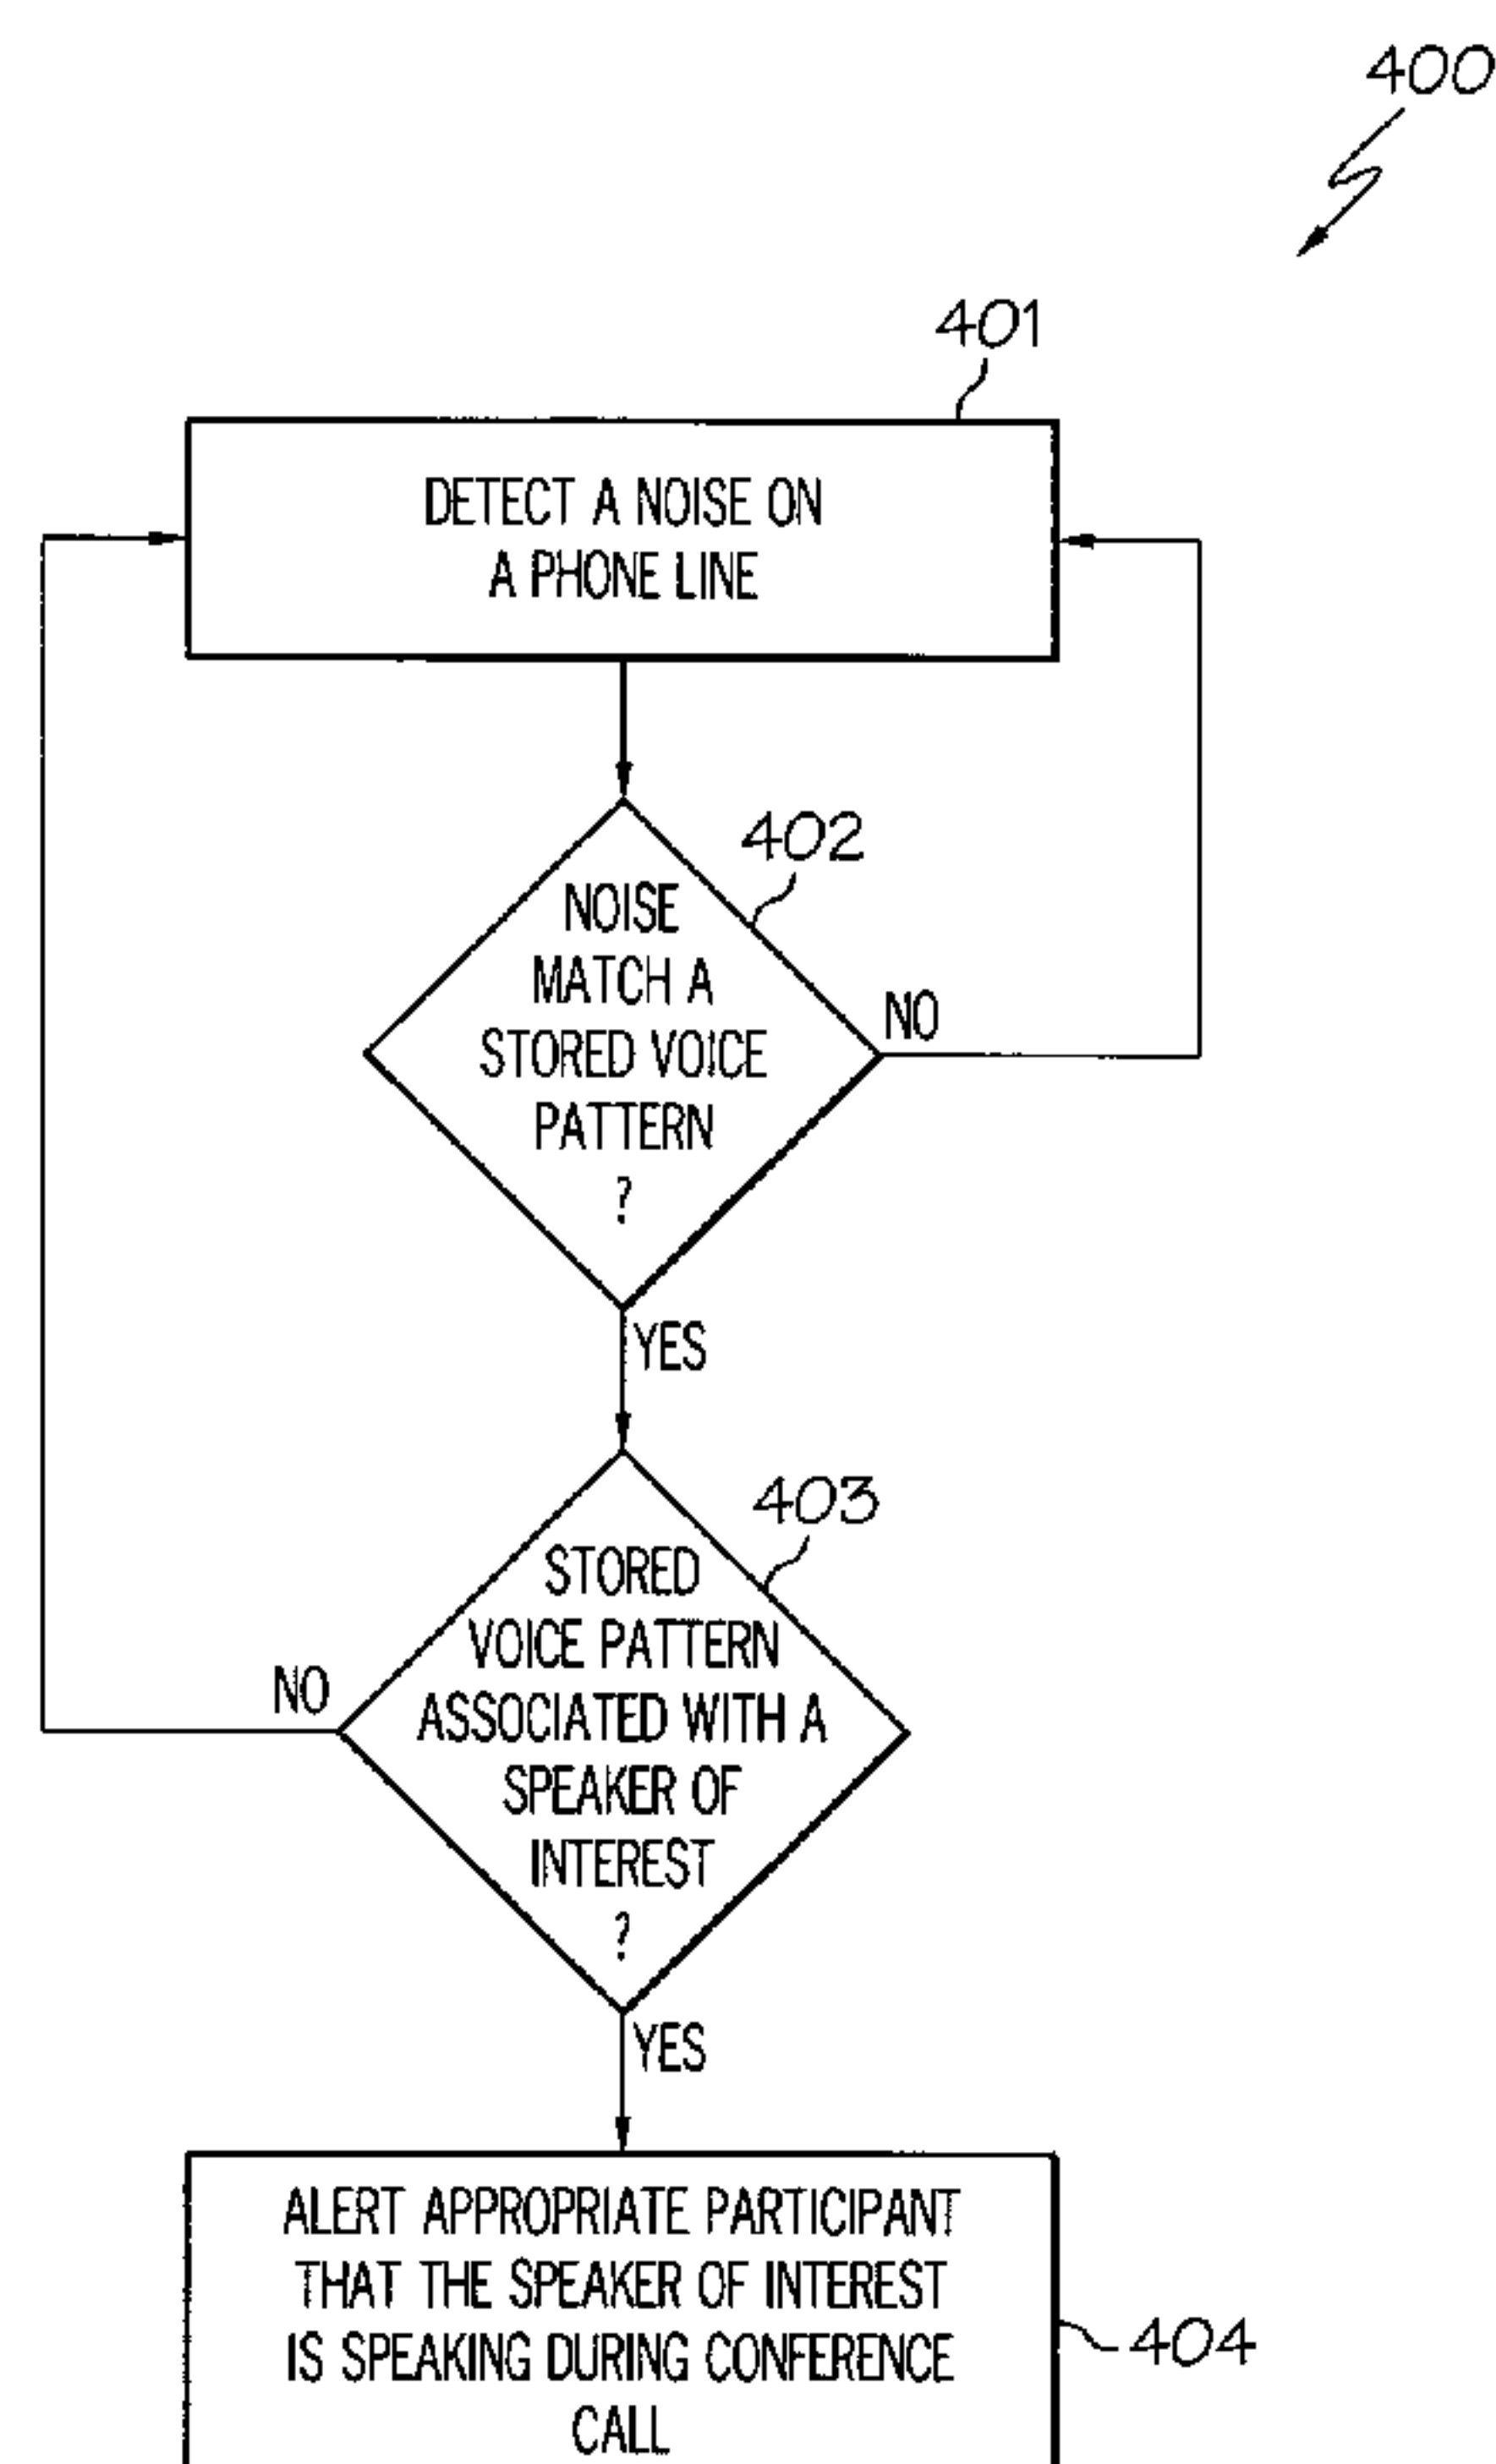 400
401
DETECT A NOISE ON
A PHONE LINE
402
NOISE
MATCH A
STORED VOICE
PATTERN
?
NO
YES
403
STORED
VOICE PATTERN
ASSOCIATED WITH A
SPEAKER OF
INTEREST
?
NO
YES
ALERT APPROPRIATE PARTICIPANT
THAT THE SPEAKER OF INTEREST
IS SPEAKING DURING CONFERENCE
CALL
404